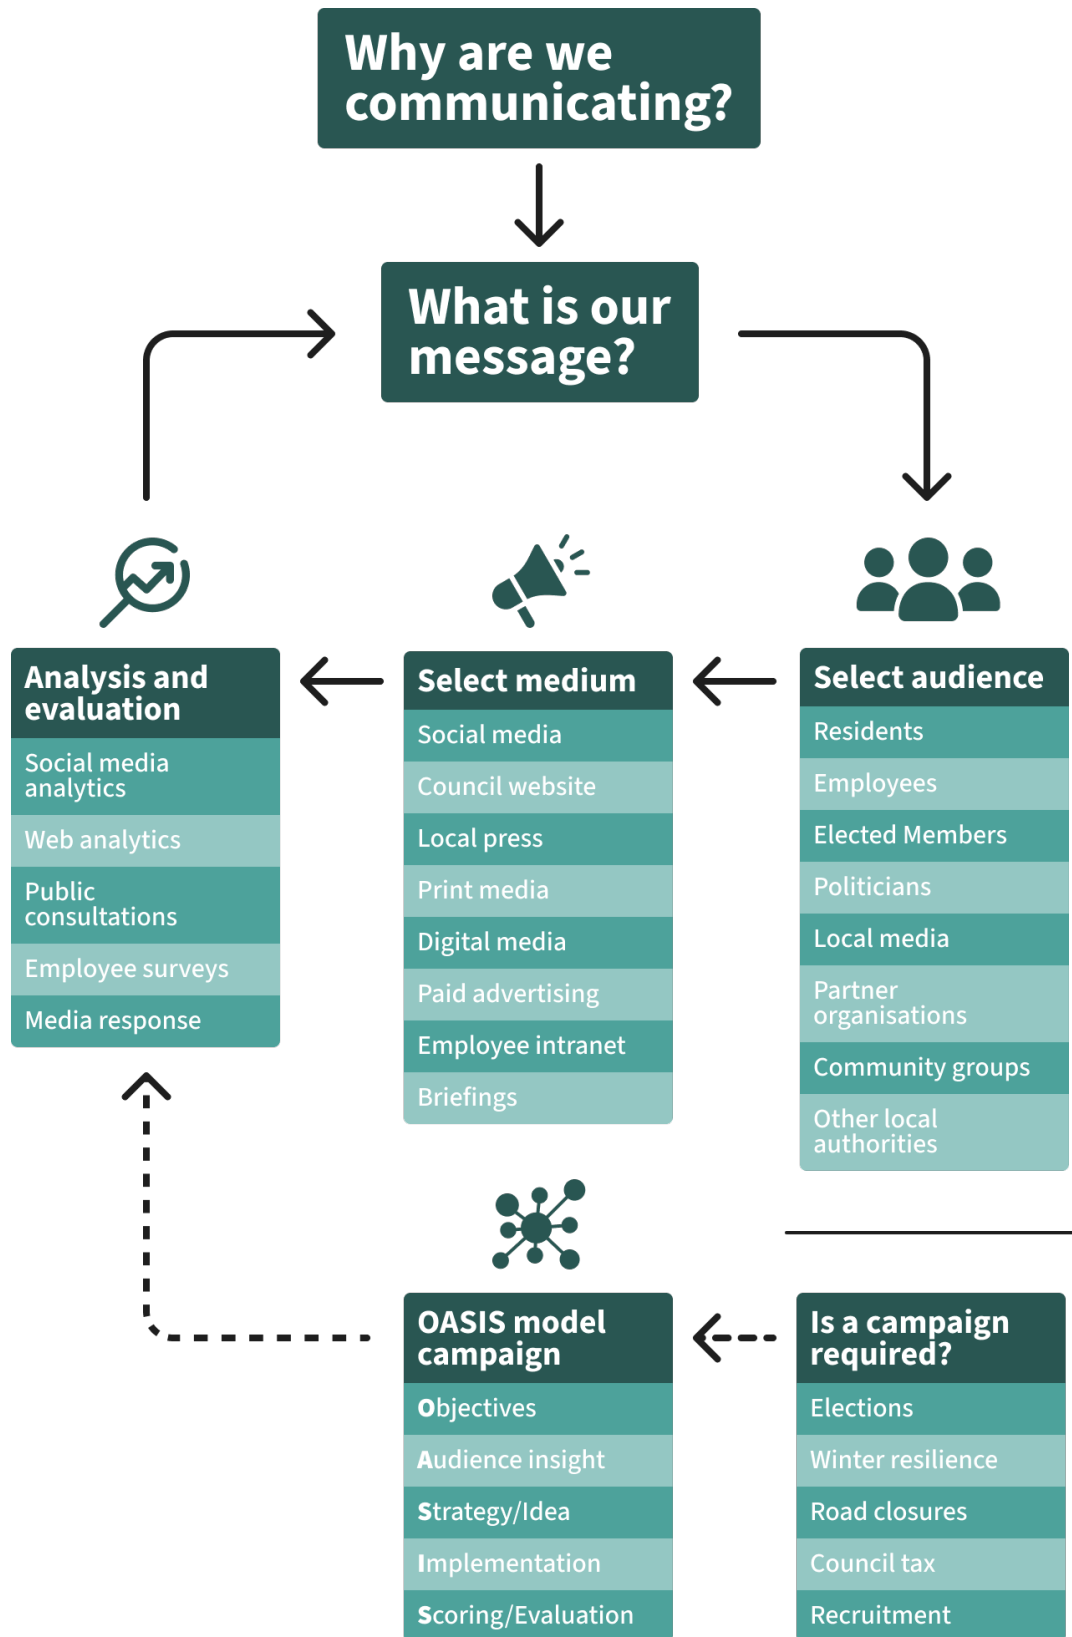 Why are we
communicating?
What is our
message?
Analysis and
evaluation
Social media
analytics
Web analytics
Public
consultations
Employee surveys
Media response
Select medium
Social media
Council website
Local press
Print media
Digital media
Paid advertising
Employee intranet
Briefings
Select audience
Residents
Employees
Elected Members
Politicians
Local media
Partner
organisations
Community groups
Other local
authorities
OASIS model
campaign
Objectives
Audience insight
Strategy/Idea
Implementation
Scoring/Evaluation
Is a campaign
required?
Elections
Winter resilience
Road closures
Council tax
Recruitment